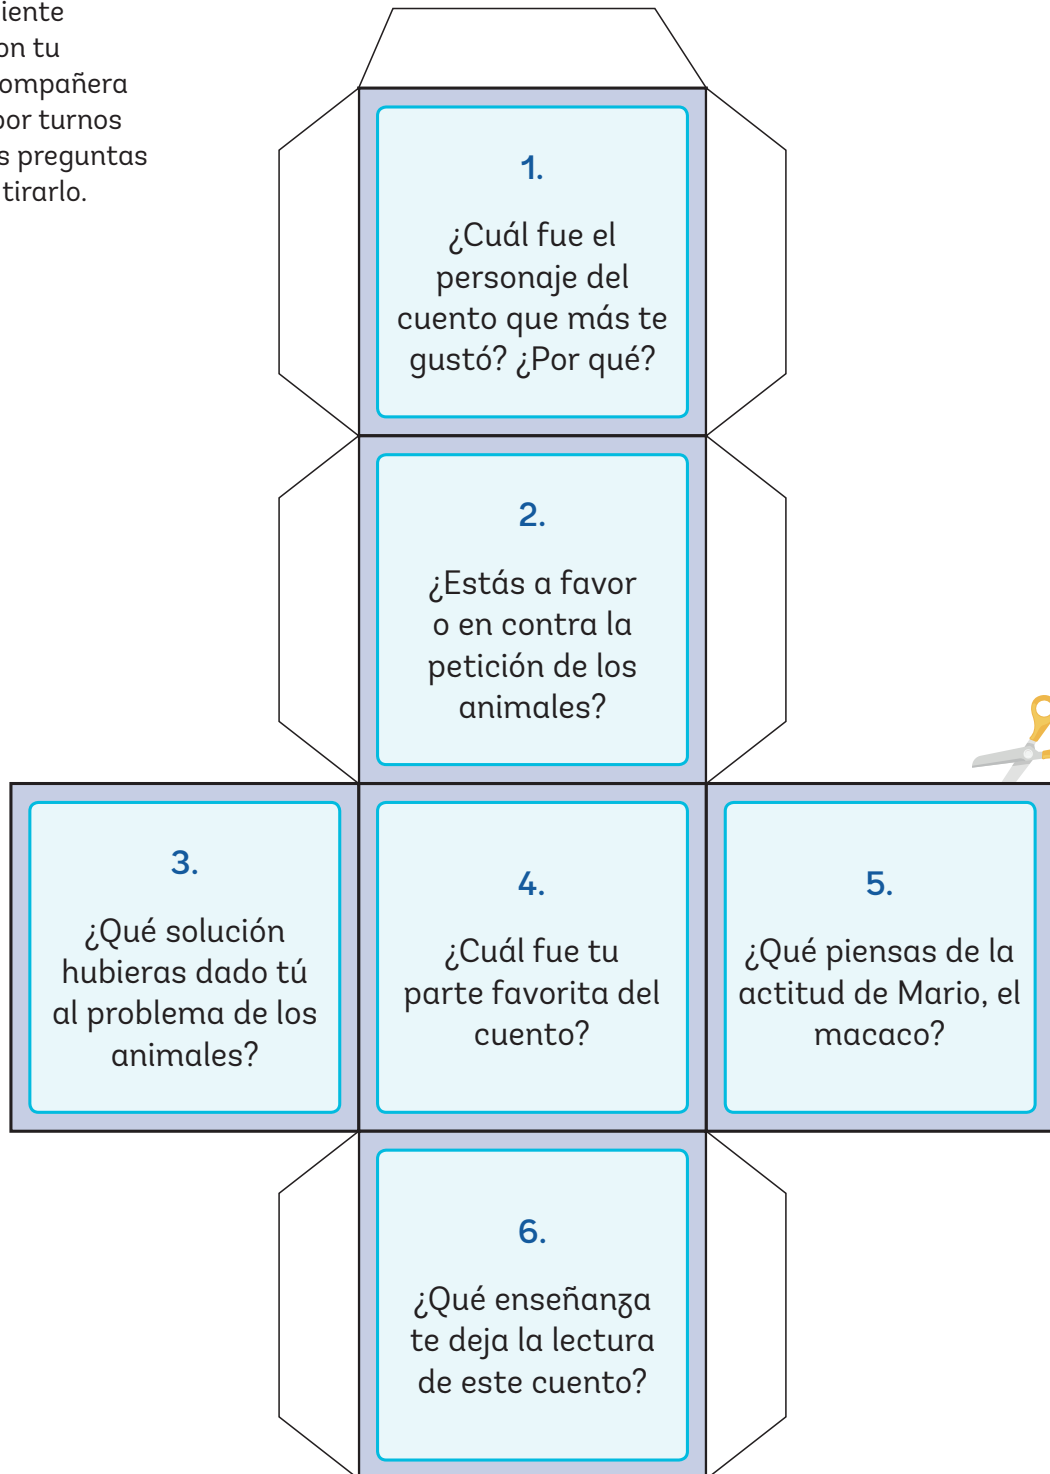 on tu
por turnos
preguntas
tirarlo.
1.
¿Cuál fue el
personaje del
cuento que más te
gustó? ¿Por qué?
2.
¿Estás a favor
o en contra la
petición de los
animales?
3.
¿Qué solución
hubieras dado tú
al problema de los
animales?
4.
¿Cuál fue tu
parte favorita del
cuento?
5.
¿Qué piensas de la
actitud de Mario, el
macaco?
6.
¿Qué enseñanza
te deja la lectura
de este cuento?